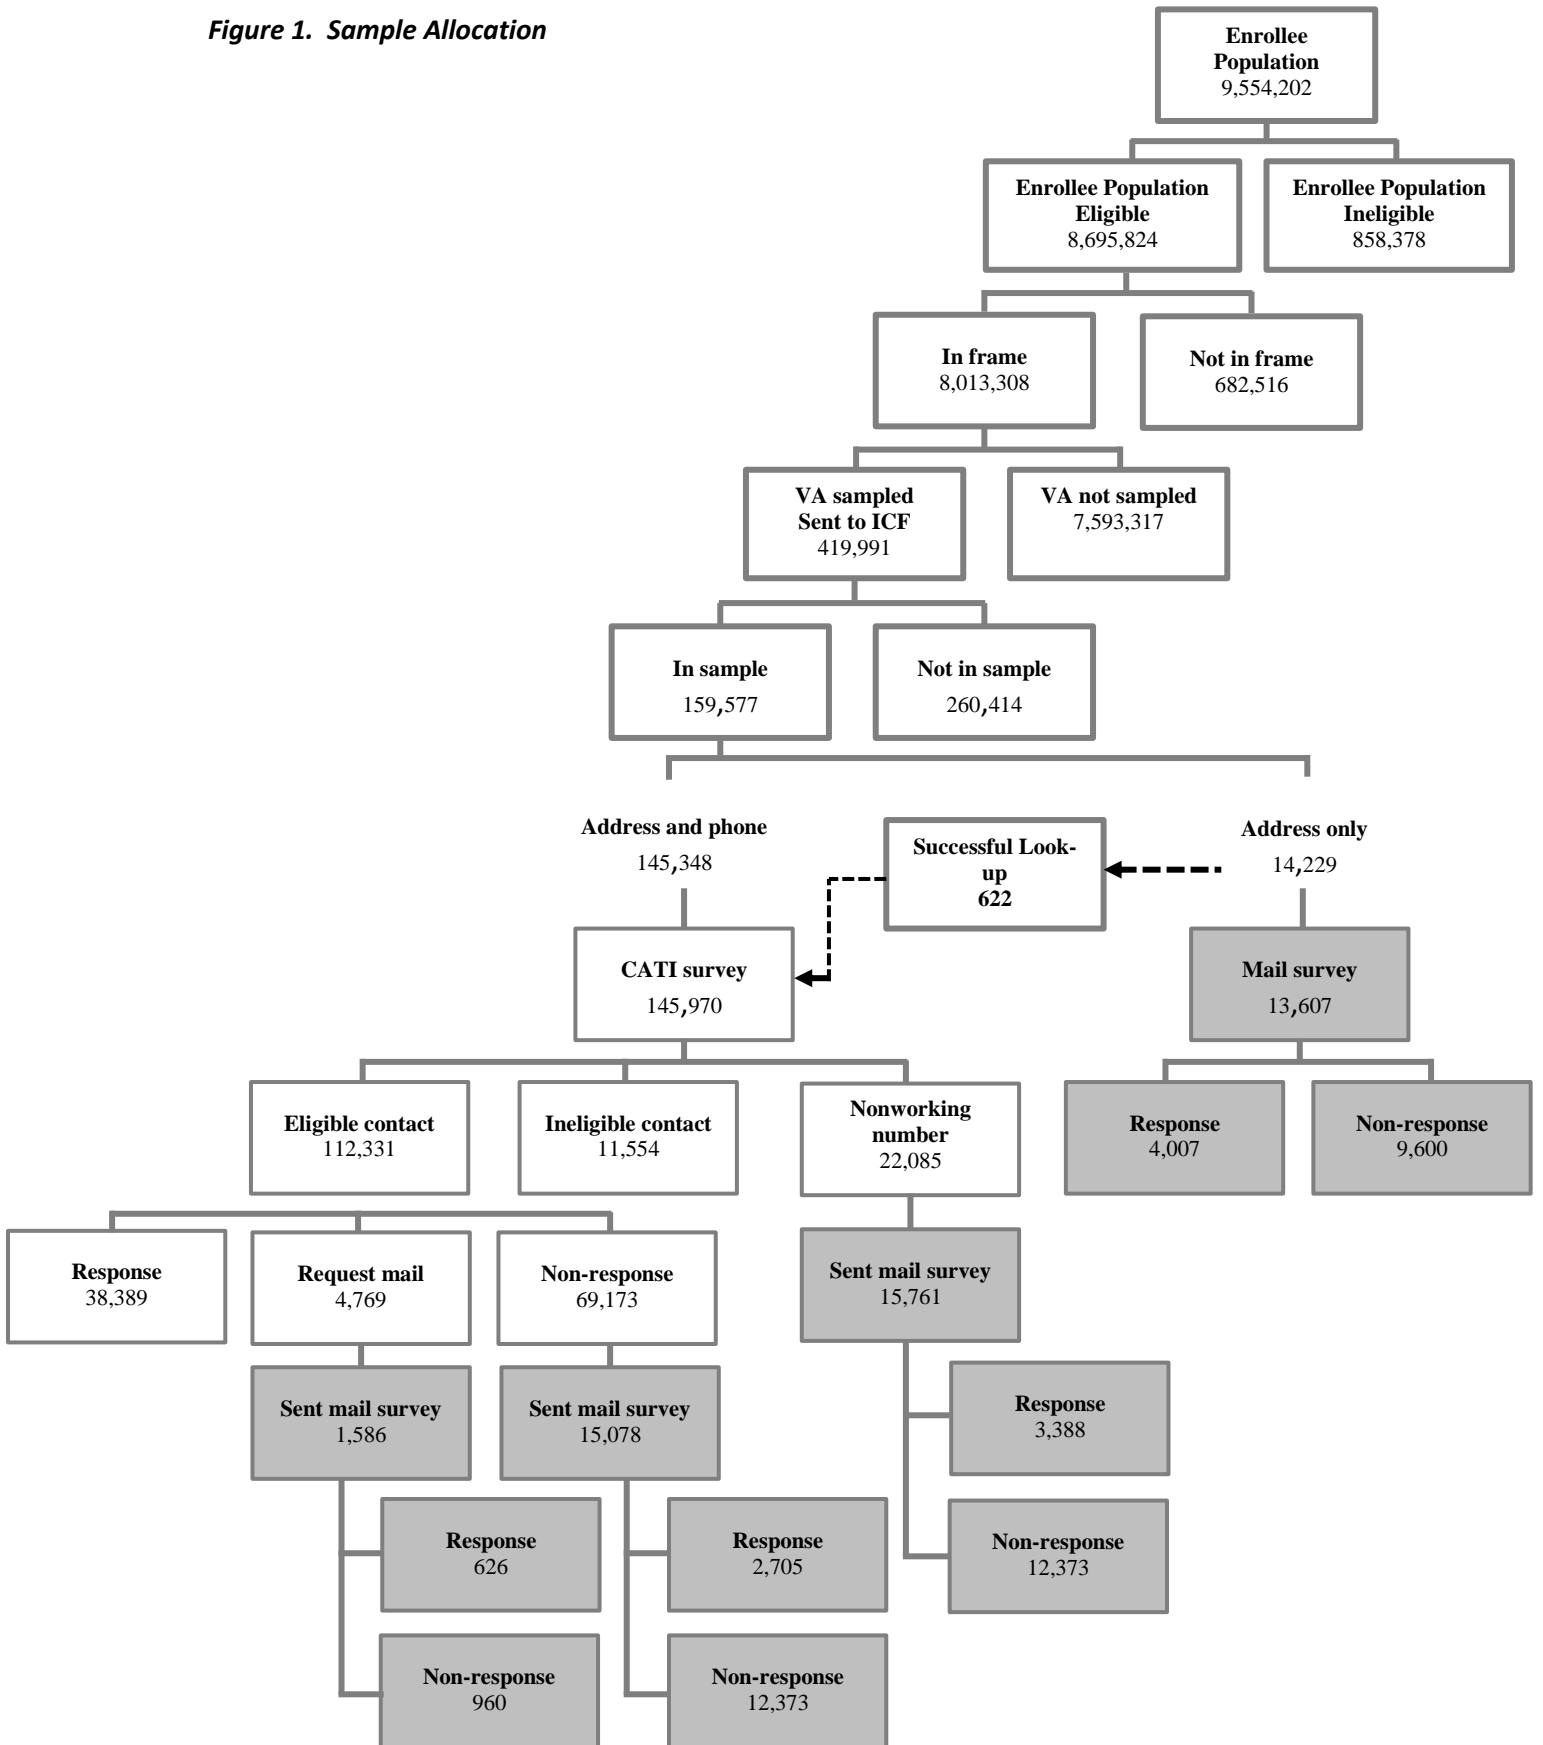 Figure 1. Sample Allocation
Enrollee
Population
9,554,202
Enrollee Population
Eligible
8,695,824
Enrollee Population
Ineligible
858,378
In frame
8,013,308
Not in frame
682,516
VA sampled
Sent to ICF
419,991
VA not sampled
7,593,317
In sample
159,577
Not in sample
260,414
Address and phone
145,348
Successful Look-
up
622
Address only
14,229
CATI survey
145,970
Mail survey
13,607
Eligible contact
112,331
Ineligible contact
11,554
Nonworking
number
22,085
Response
4,007
Non-response
9,600
Response
38,389
Request mail
4,769
Non-response
69,173
Sent mail survey
15,761
Sent mail survey
1,586
Sent mail survey
15,078
Response
3,388
Response
626
Response
2,705
Non-response
12,373
Non-response
960
Non-response
12,373